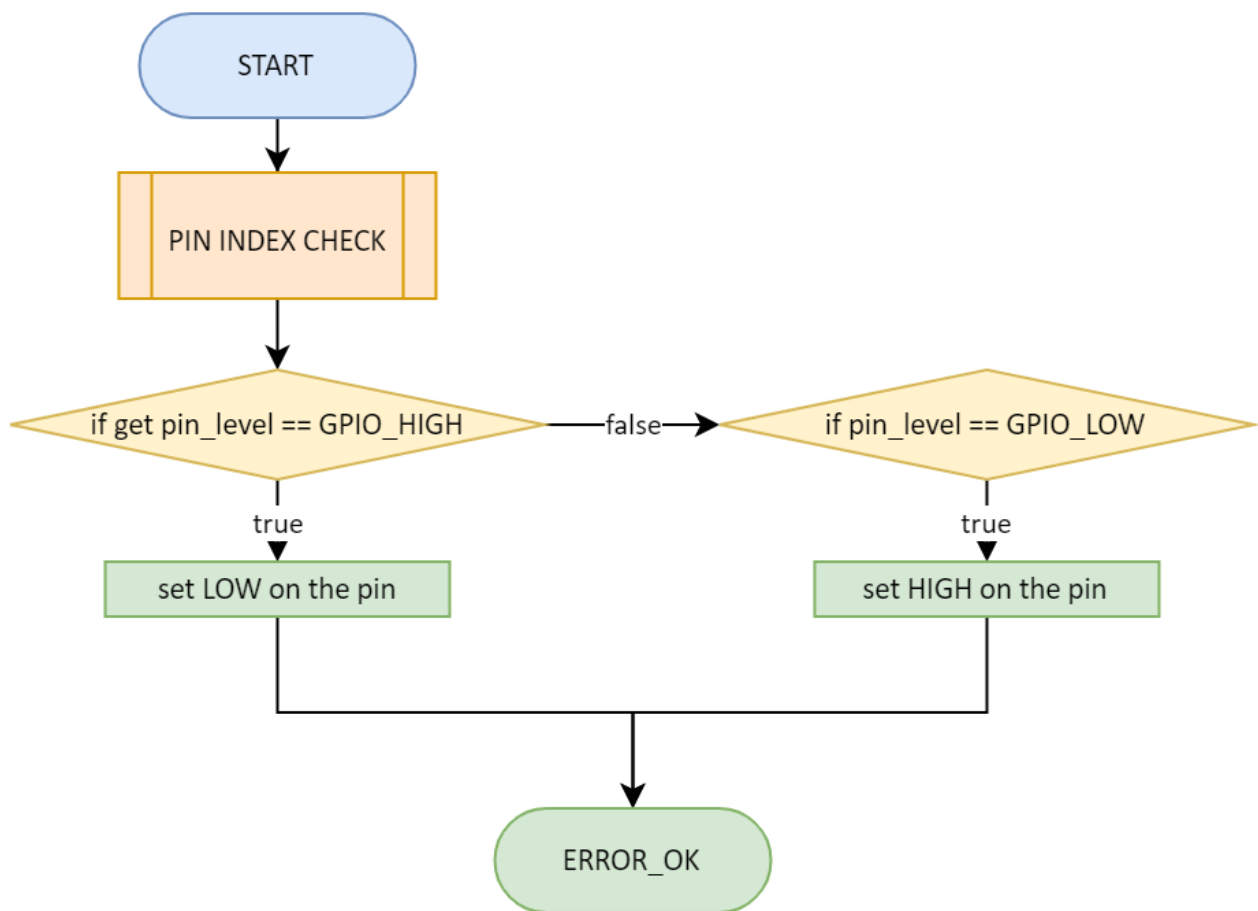 START
PIN INDEX CHECK
if get pin_level == GPIO_HIGH
false
if pin_level == GPIO_LOW
true
true
set LOW on the pin
set HIGH on the pin
ERROR_OK